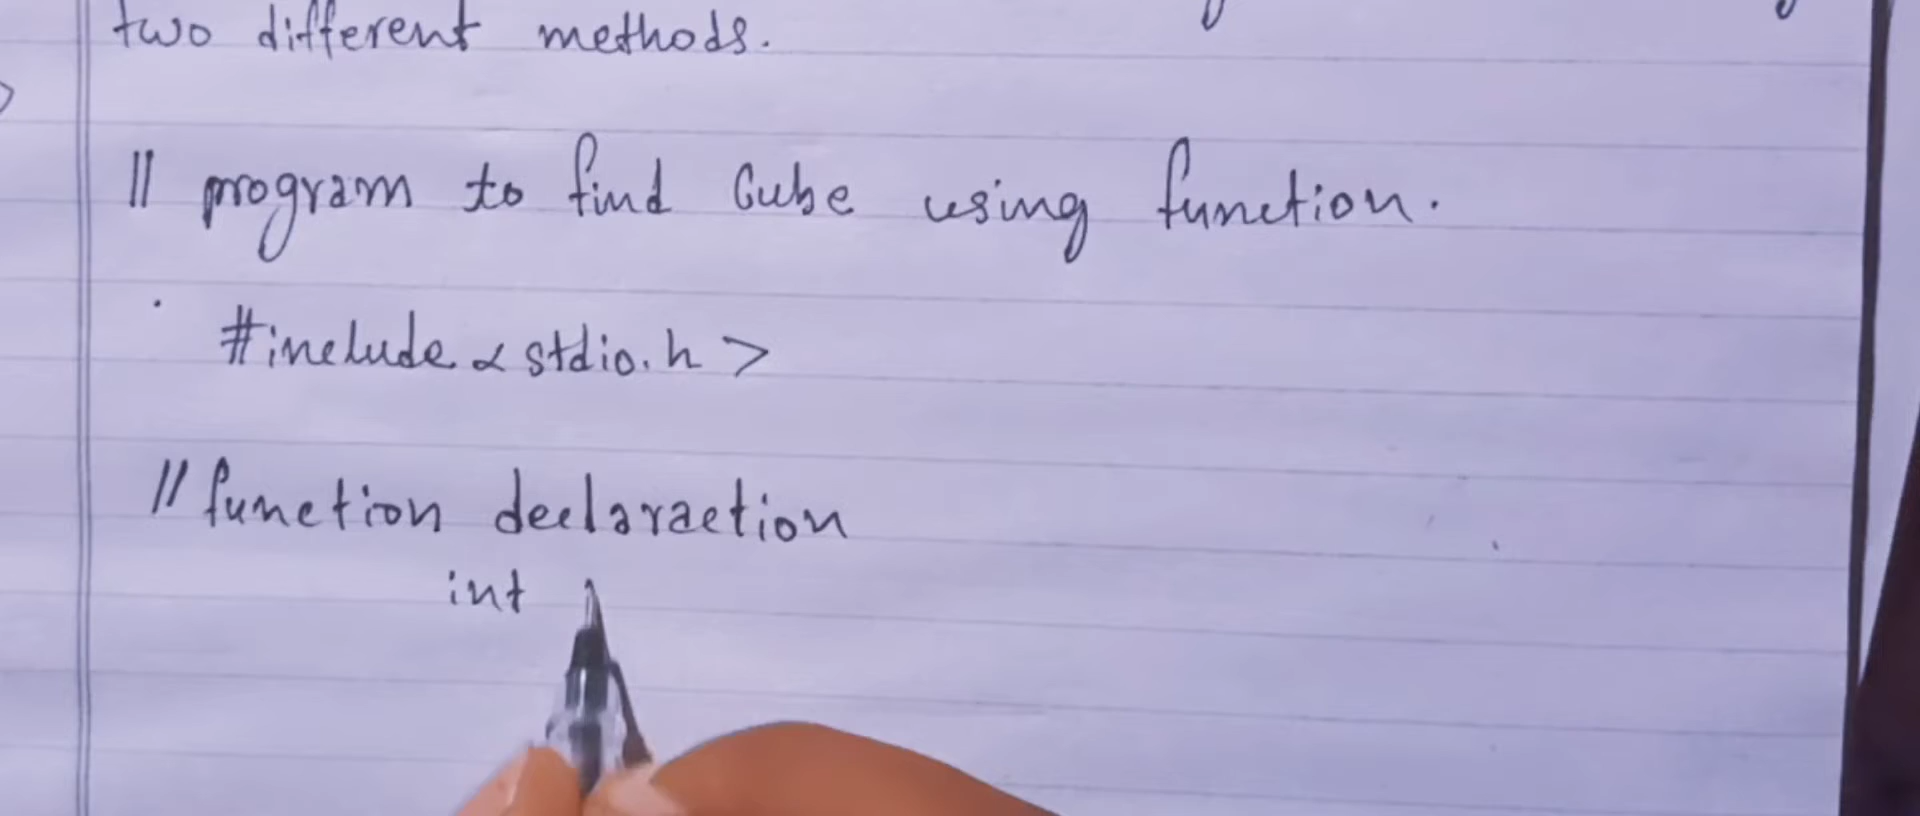 two different methods.
// program to find Cube using function.
#include < stdio.h >
// function declaraction
int